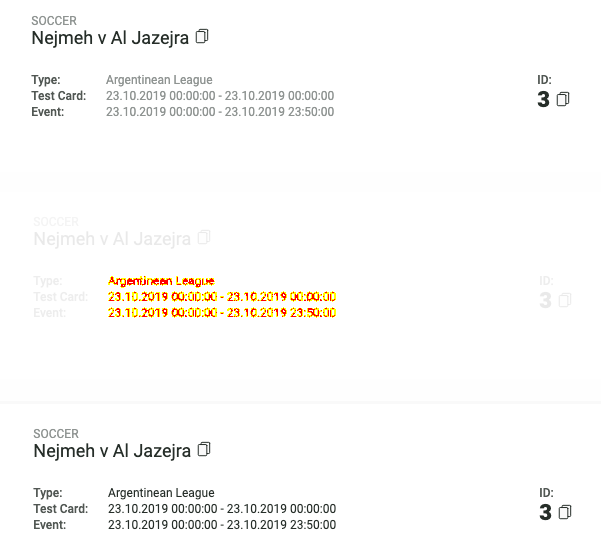 SOCCER
Nejmeh v Al Jazejra
Type: Argentinean League
ID:
Test Card: 23.10.2019 00:00:00 - 23.10.2019 00:00:00
3
Event: 23.10.2019 00:00:00 - 23.10.2019 23:50:00
SOCCER
Nejmeh v Al Jazejra
Type: Argentinean League
ID:
Test Card: 23.10.2019 00:00:00 - 23.10.2019 00:00:00
3
Event: 23.10.2019 00:00:00 - 23.10.2019 23:50:00
SOCCER
Nejmeh v Al Jazejra
Type: Argentinean League
ID:
Test Card: 23.10.2019 00:00:00 - 23.10.2019 00:00:00
3
Event: 23.10.2019 00:00:00 - 23.10.2019 23:50:00